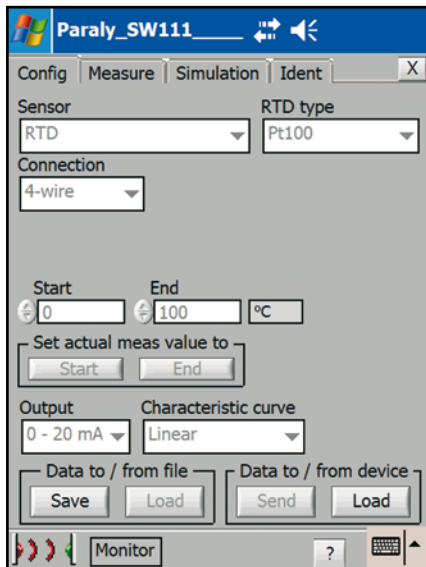 Paraly_SW111____
Config Measure Simulation Ident X
Sensor RTD type
RTD Pt100
Connection
4-wire
Start End
0 100 ºC
Set actual meas value to
Start End
Output Characteristic curve
0 - 20 mA Linear
Data to / from file Data to / from device
Save Load Send Load
Monitor ?